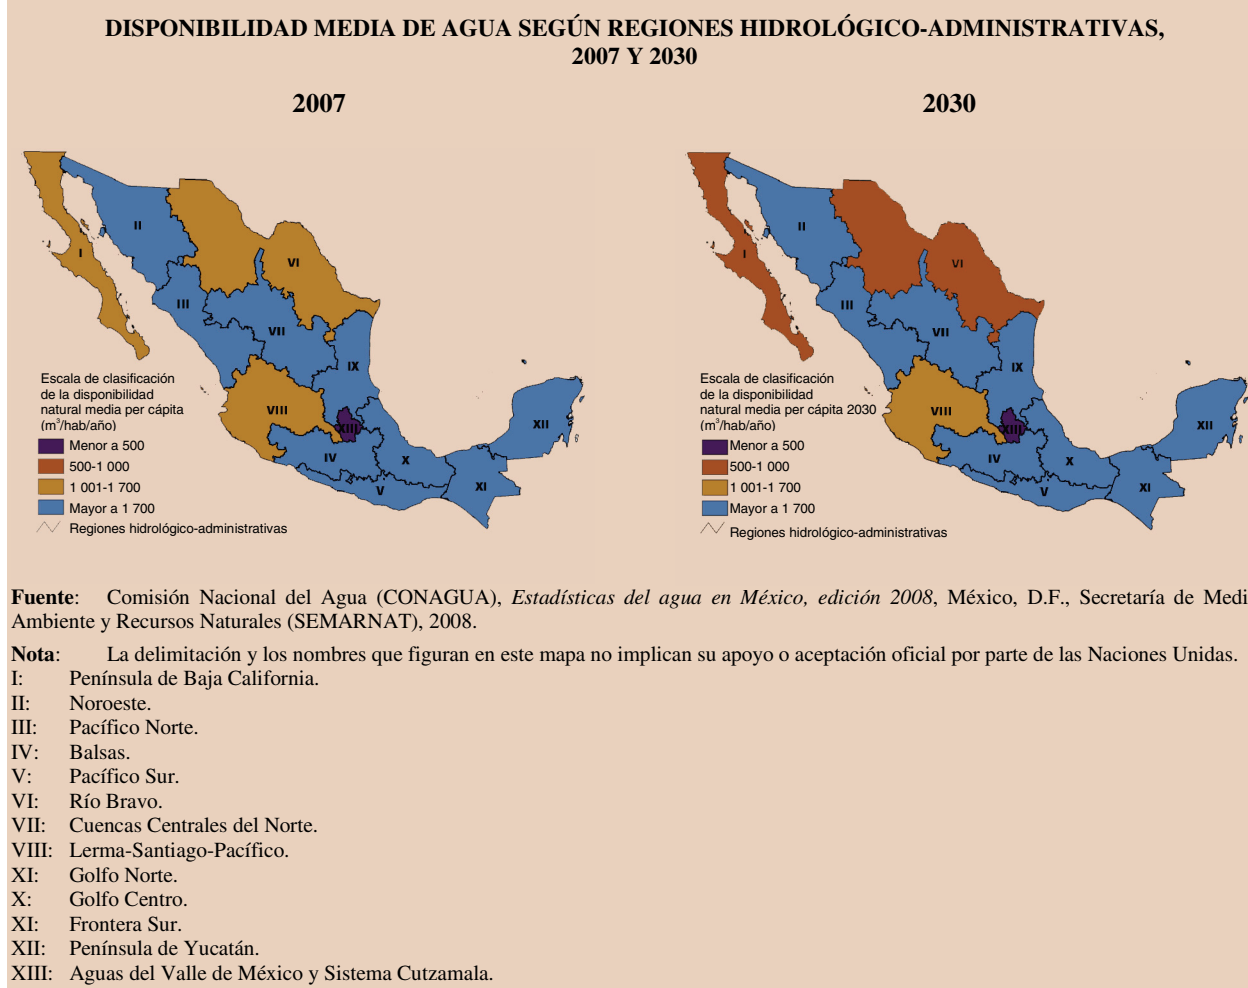 DISPONIBILIDAD MEDIA DE AGUA SEGÚN REGIONES HIDROLÓGICO-ADMINISTRATIVAS,
2007 Y 2030
2007
II
I
VI
III
VII
IX
VIII
XIII
XII
IV
X
V
XI
Escala de clasificación
de la disponibilidad
natural media per cápita
(m³/hab/año)
Menor a 500
500-1 000
1 001-1 700
Mayor a 1 700
Regiones hidrológico-administrativas
2030
II
I
VI
III
VII
IX
VIII
XIII
XII
IV
X
V
XI
Escala de clasificación
de la disponibilidad
natural media per cápita 2030
(m³/hab/año)
Menor a 500
500-1 000
1 001-1 700
Mayor a 1 700
Regiones hidrológico-administrativas
Fuente: Comisión Nacional del Agua (CONAGUA), Estadísticas del agua en México, edición 2008, México, D.F., Secretaría de Medi
Ambiente y Recursos Naturales (SEMARNAT), 2008.
Nota: La delimitación y los nombres que figuran en este mapa no implican su apoyo o aceptación oficial por parte de las Naciones Unidas.
I: Península de Baja California.
II: Noroeste.
III: Pacífico Norte.
IV: Balsas.
V: Pacífico Sur.
VI: Río Bravo.
VII: Cuencas Centrales del Norte.
VIII: Lerma-Santiago-Pacífico.
XI: Golfo Norte.
X: Golfo Centro.
XI: Frontera Sur.
XII: Península de Yucatán.
XIII: Aguas del Valle de México y Sistema Cutzamala.